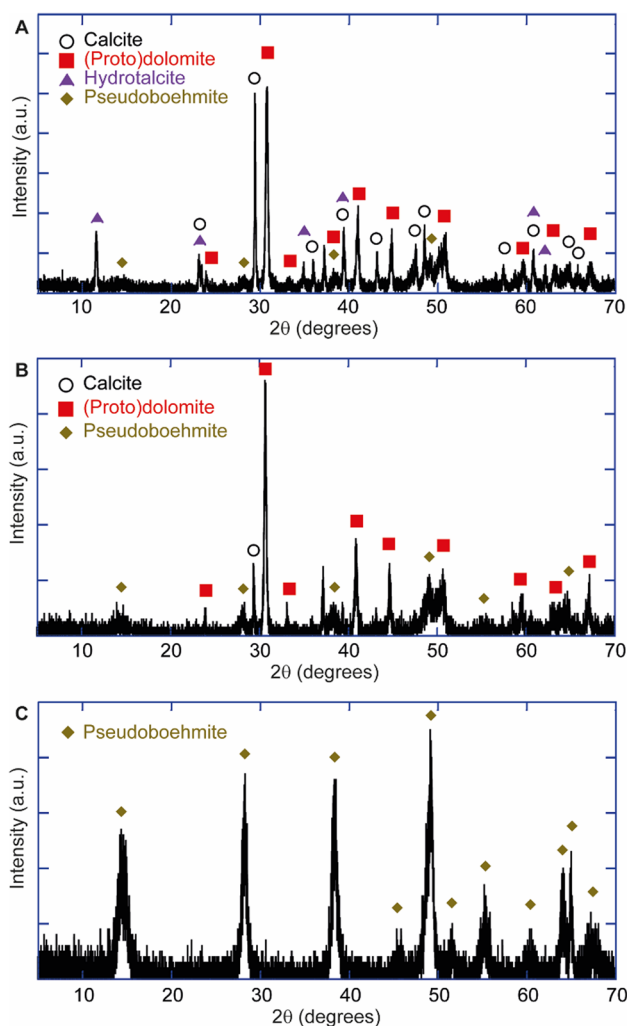 A
Calcite
(Proto)dolomite
Hydrotalcite
Pseudoboehmite
Intensity (a.u.)
10 20 30 40 50 60 70
2θ (degrees)
B
Calcite
(Proto)dolomite
Pseudoboehmite
Intensity (a.u.)
10 20 30 40 50 60 70
2θ (degrees)
C
Pseudoboehmite
Intensity (a.u.)
10 20 30 40 50 60 70
2θ (degrees)